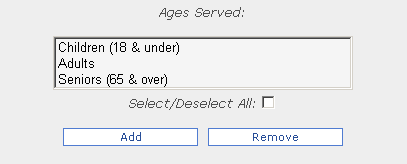 Ages Served:
Children (18 & under)
Adults
Seniors (65 & over)
Select/Deselect All:
Add Remove